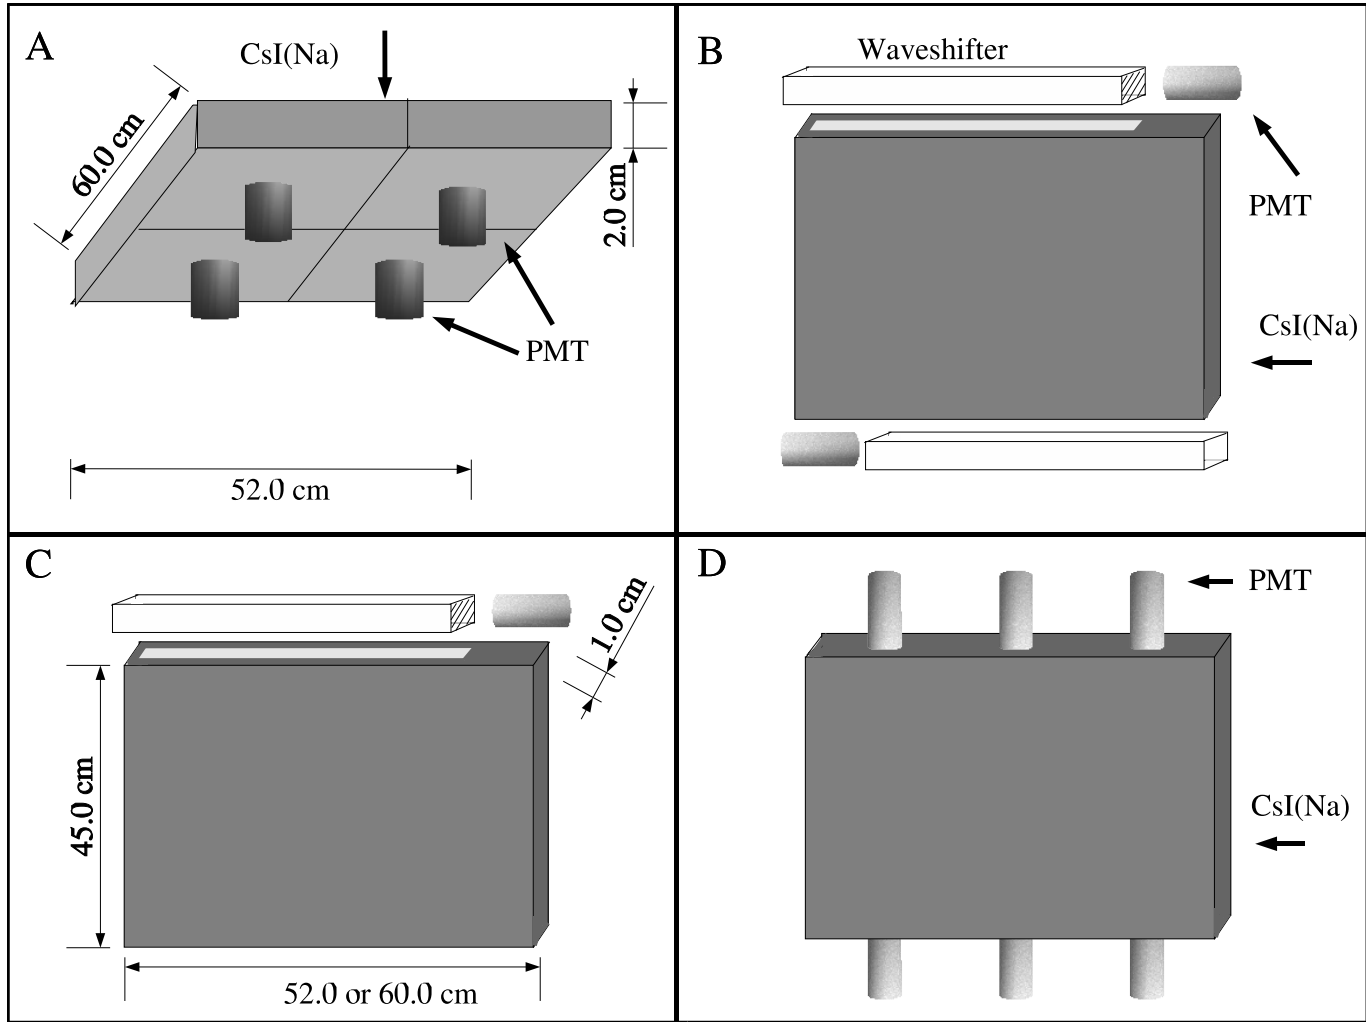 A
CsI(Na)
60.0 cm
2.0 cm
PMT
52.0 cm
B
Waveshifter
PMT
CsI(Na)
C
1.0 cm
45.0 cm
52.0 or 60.0 cm
D
PMT
CsI(Na)